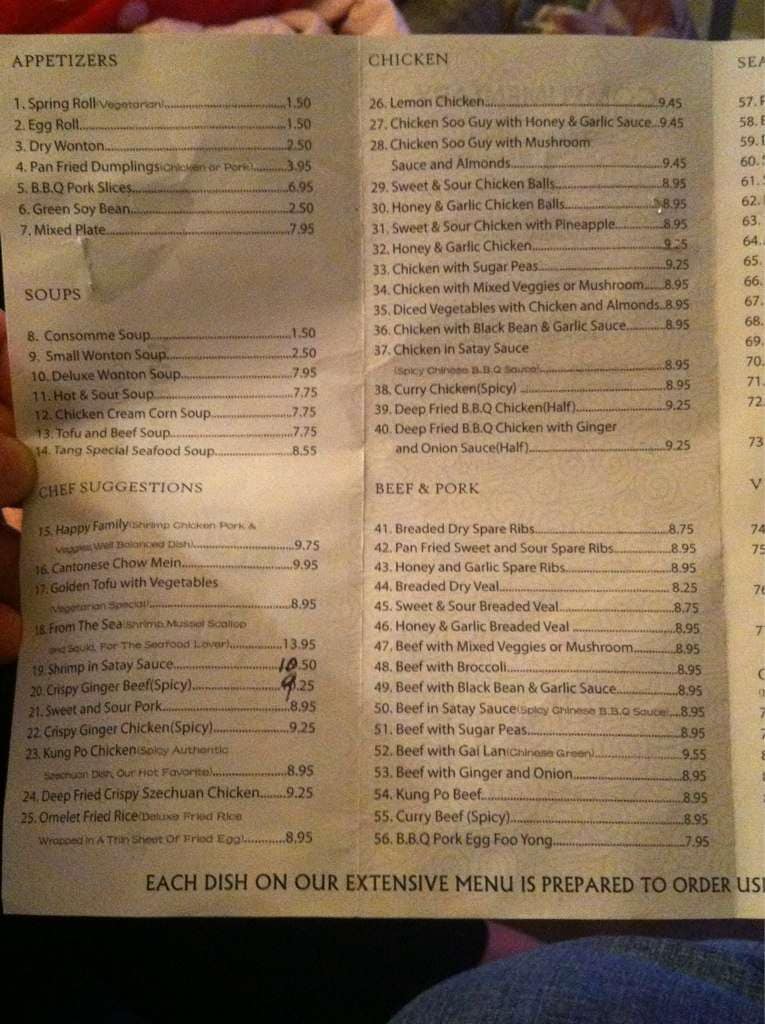 APPETIZERS
1. Spring Roll(Vegetarian)......1.50
2. Egg Roll......1.50
3. Dry Wonton......2.50
4. Pan Fried Dumplings(Chicken or Pork)......3.95
5. B.B.Q Pork Slices......6.95
6. Green Soy Bean......2.50
7. Mixed Plate......7.95
SOUPS
8. Consomme Soup......1.50
9. Small Wonton Soup......2.50
10. Deluxe Wonton Soup......7.95
11. Hot & Sour Soup......7.75
12. Chicken Cream Corn Soup......7.75
13. Tofu and Beef Soup......7.75
14. Tang Special Seafood Soup......8.55
CHEF SUGGESTIONS
15. Happy Family(Shrimp Chicken Pork &
Veggies, Well Balanced Dish)......9.75
16. Cantonese Chow Mein......9.95
17. Golden Tofu with Vegetables
(Vegetarian Special)......8.95
18. From The Sea(Shrimp, Mussel Scallop
and Squid, For The Seafood Lover)......13.95
19. Shrimp in Satay Sauce......10.50
20. Crispy Ginger Beef(Spicy)......9.25
21. Sweet and Sour Pork......8.95
22. Crispy Ginger Chicken(Spicy)......9.25
23. Kung Po Chicken(Spicy Authentic
Szechuan Dish, Our Hot Favorite)......8.95
24. Deep Fried Crispy Szechuan Chicken......9.25
25. Omelet Fried Rice(Deluxe Fried Rice
Wrapped in A Thin Sheet Of Fried Egg)......8.95
CHICKEN
26. Lemon Chicken......9.45
27. Chicken Soo Guy with Honey & Garlic Sauce..9.45
28. Chicken Soo Guy with Mushroom
Sauce and Almonds......9.45
29. Sweet & Sour Chicken Balls......8.95
30. Honey & Garlic Chicken Balls......8.95
31. Sweet & Sour Chicken with Pineapple......8.95
32. Honey & Garlic Chicken......9.25
33. Chicken with Sugar Peas......9.25
34. Chicken with Mixed Veggies or Mushroom......8.95
35. Diced Vegetables with Chicken and Almonds..8.95
36. Chicken with Black Bean & Garlic Sauce......8.95
37. Chicken in Satay Sauce
(Spicy Chinese B.B.Q Sauce)......8.95
38. Curry Chicken(Spicy)......8.95
39. Deep Fried B.B.Q Chicken(Half)......9.25
40. Deep Fried B.B.Q Chicken with Ginger
and Onion Sauce(Half)......9.25
BEEF & PORK
41. Breaded Dry Spare Ribs......8.75
42. Pan Fried Sweet and Sour Spare Ribs......8.95
43. Honey and Garlic Spare Ribs......8.95
44. Breaded Dry Veal......8.25
45. Sweet & Sour Breaded Veal......8.75
46. Honey & Garlic Breaded Veal......8.95
47. Beef with Mixed Veggies or Mushroom......8.95
48. Beef with Broccoli......8.95
49. Beef with Black Bean & Garlic Sauce......8.95
50. Beef in Satay Sauce(Spicy Chinese B.B.Q Sauce)...8.95
51. Beef with Sugar Peas......8.95
52. Beef with Gai Lan(Chinese Green)......9.55
53. Beef with Ginger and Onion......8.95
54. Kung Po Beef......8.95
55. Curry Beef (Spicy)......8.95
56. B.B.Q Pork Egg Foo Yong......7.95
SEA
57.
58.
59.
60.
61.
62.
63.
64.
65.
66.
67.
68.
69.
70.
71.
72.
73
V
74
75
76
EACH DISH ON OUR EXTENSIVE MENU IS PREPARED TO ORDER USI